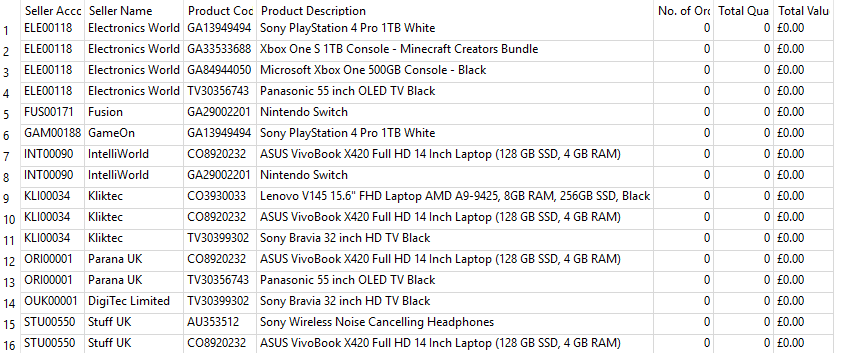 Seller Accc Seller Name Product Coc Product Description No. of Orc Total Qua Total Valu
1 ELE00118 Electronics World GA13949494 Sony PlayStation 4 Pro 1TB White 0 0 £0.00
2 ELE00118 Electronics World GA33533688 Xbox One S 1TB Console - Minecraft Creators Bundle 0 0 £0.00
3 ELE00118 Electronics World GA84944050 Microsoft Xbox One 500GB Console - Black 0 0 £0.00
4 ELE00118 Electronics World TV30356743 Panasonic 55 inch OLED TV Black 0 0 £0.00
5 FUS00171 Fusion GA29002201 Nintendo Switch 0 0 £0.00
6 GAM00188 GameOn GA13949494 Sony PlayStation 4 Pro 1TB White 0 0 £0.00
7 INT00090 IntelliWorld CO8920232 ASUS VivoBook X420 Full HD 14 Inch Laptop (128 GB SSD, 4 GB RAM) 0 0 £0.00
8 INT00090 IntelliWorld GA29002201 Nintendo Switch 0 0 £0.00
9 KLI00034 Kliktec CO3930033 Lenovo V145 15.6" FHD Laptop AMD A9-9425, 8GB RAM, 256GB SSD, Black 0 0 £0.00
10 KLI00034 Kliktec CO8920232 ASUS VivoBook X420 Full HD 14 Inch Laptop (128 GB SSD, 4 GB RAM) 0 0 £0.00
11 KLI00034 Kliktec TV30399302 Sony Bravia 32 inch HD TV Black 0 0 £0.00
12 ORI00001 Parana UK CO8920232 ASUS VivoBook X420 Full HD 14 Inch Laptop (128 GB SSD, 4 GB RAM) 0 0 £0.00
13 ORI00001 Parana UK TV30356743 Panasonic 55 inch OLED TV Black 0 0 £0.00
14 OUK00001 DigiTec Limited TV30399302 Sony Bravia 32 inch HD TV Black 0 0 £0.00
15 STU00550 Stuff UK AU353512 Sony Wireless Noise Cancelling Headphones 0 0 £0.00
16 STU00550 Stuff UK CO8920232 ASUS VivoBook X420 Full HD 14 Inch Laptop (128 GB SSD, 4 GB RAM) 0 0 £0.00